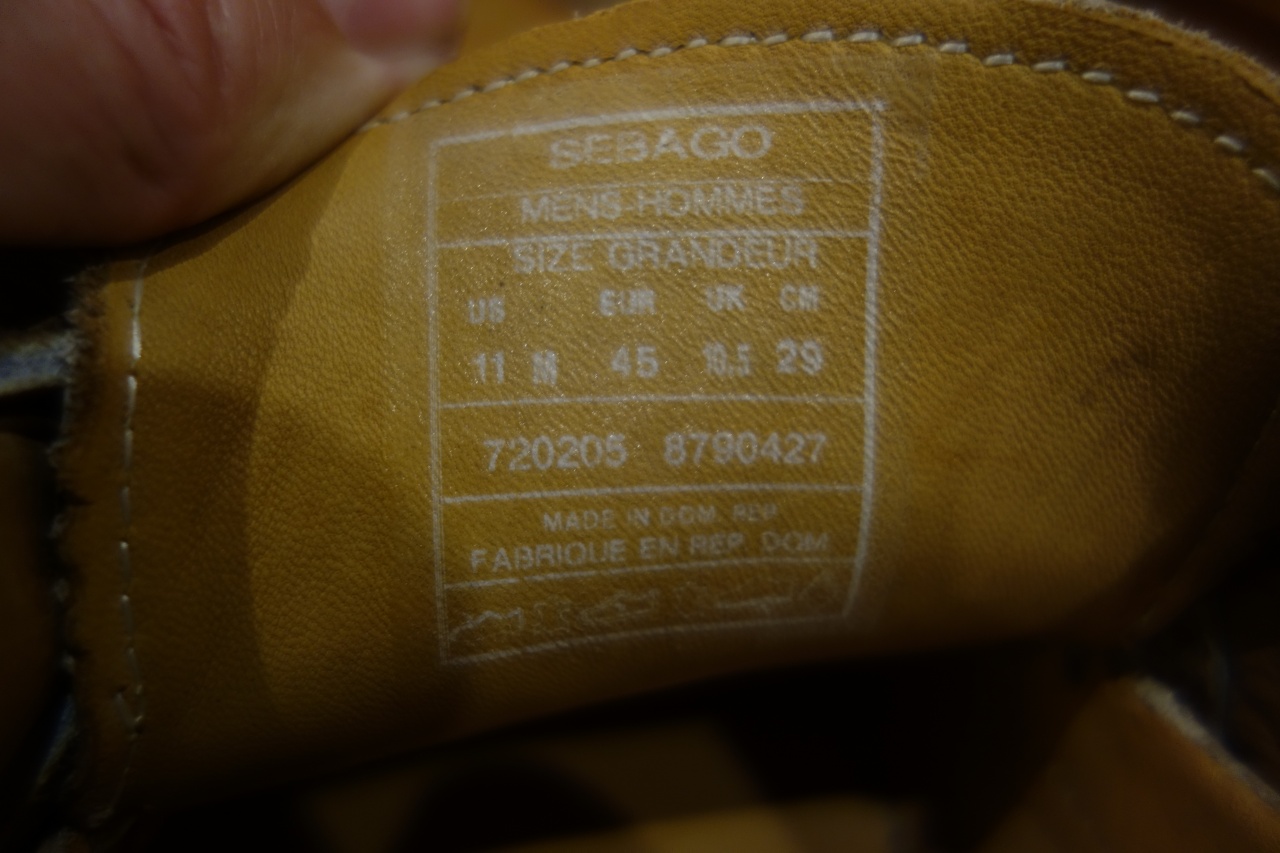 SEBAGO
MENS HOMMES
SIZE GRANDEUR
US EUR UK CM
11 M 45 10.5 29
720205 8790427
MADE IN DOM. REP.
FABRIQUE EN REP. DOM